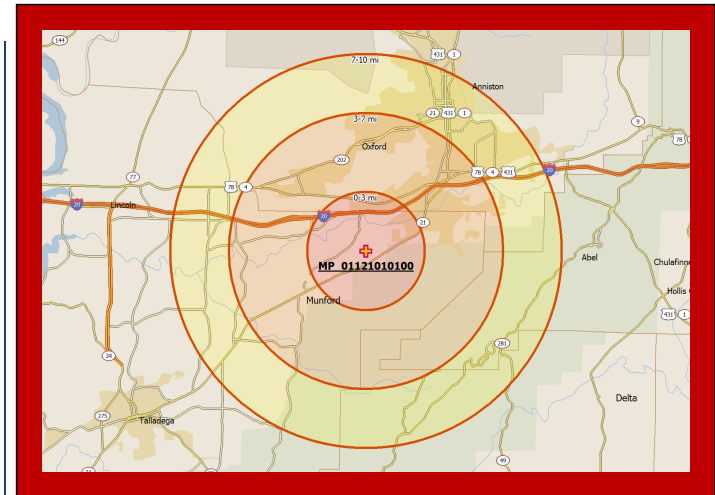 144
431
1
7-10 mi
Anniston
21
431
1
3-7 mi
9
78
Oxford
202
77
78
4
78
4
431
20
0-3 mi
20
Lincoln
20
21
MP 01121010100
Abel
Chulafinn
Munford
Hollis
431
1
281
34
Delta
275
Talladega
49